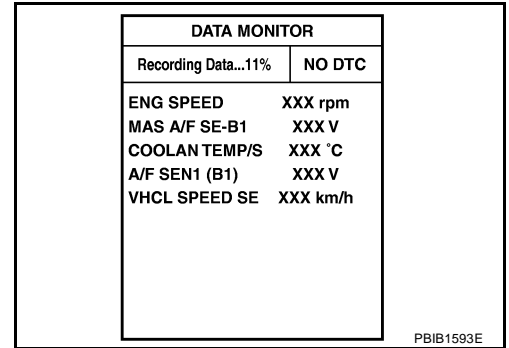 DATA MONITOR
Recording Data...11% NO DTC
ENG SPEED XXX rpm
MAS A/F SE-B1 XXX V
COOLAN TEMP/S XXX °C
A/F SEN1 (B1) XXX V
VHCL SPEED SE XXX km/h
PBIB1593E